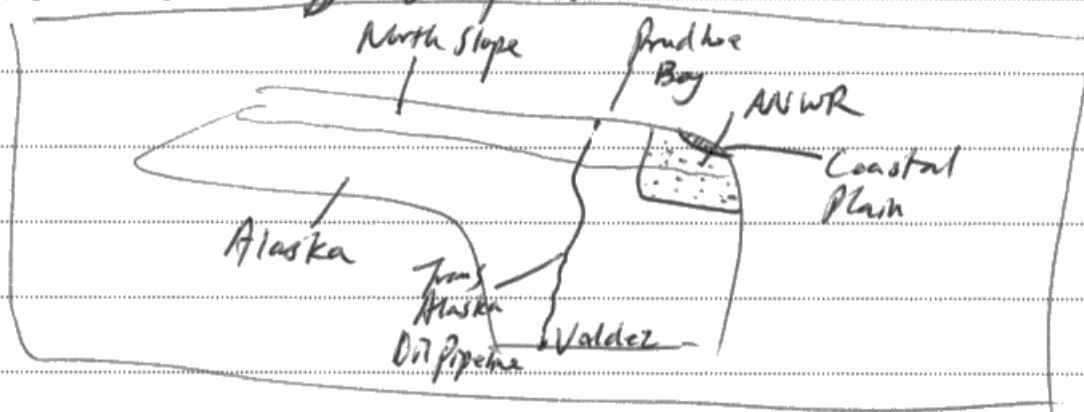 North Slope
Prudhoe
Bay
ANWR
Coastal
Plain
Alaska
Trans
Alaska
Oil Pipeline
Valdez